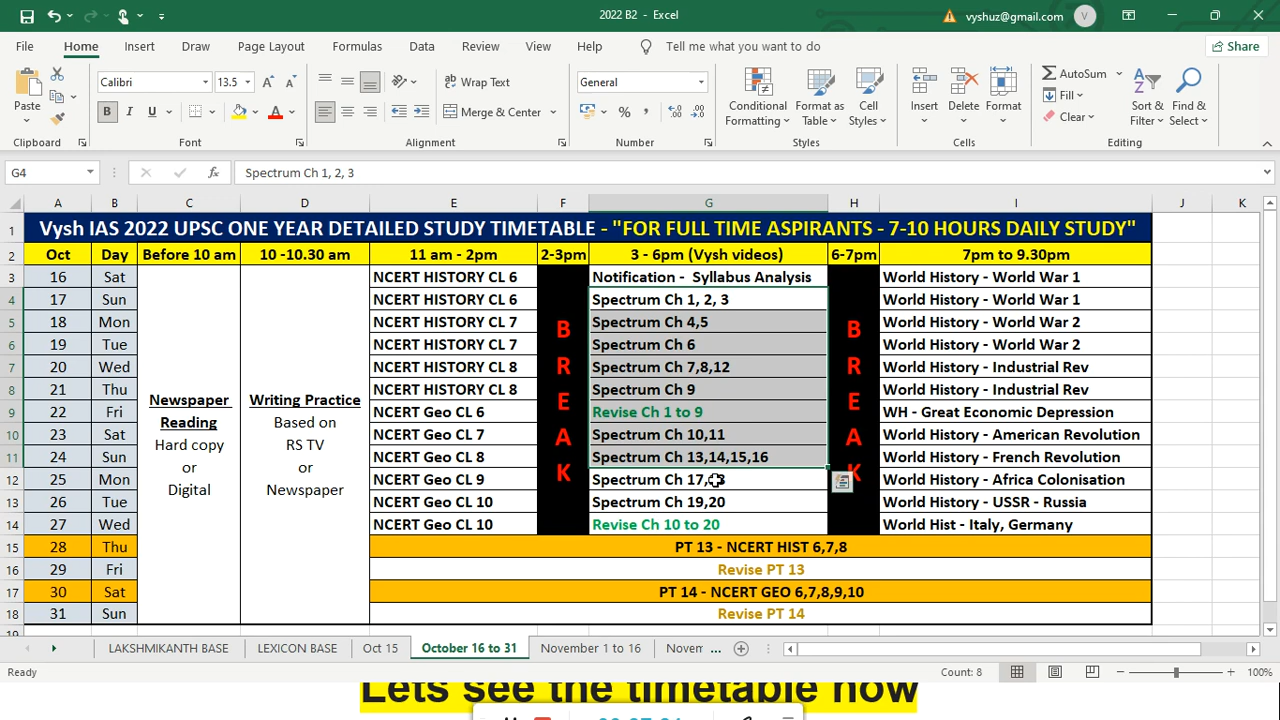 2022 B2 - Excel
vyshuz@gmail.com
V
File Home Insert Draw Page Layout Formulas Data Review View Help Tell me what you want to do Share
Paste
Calibri 13.5
B I U
Wrap Text
Merge & Center
General
Conditional Formatting
Format as Table
Cell Styles
Insert Delete Format
AutoSum
Fill
Clear
Sort & Filter
Find & Select
Clipboard Font Alignment Number Styles Cells Editing
G4 fx Spectrum Ch 1, 2, 3
A B C D E F G H I J K
1 Vysh IAS 2022 UPSC ONE YEAR DETAILED STUDY TIMETABLE - "FOR FULL TIME ASPIRANTS - 7-10 HOURS DAILY STUDY"
2 Oct Day Before 10 am 10 -10.30 am 11 am - 2pm 2-3pm 3 - 6pm (Vysh videos) 6-7pm 7pm to 9.30pm
3 16 Sat NCERT HISTORY CL 6 Notification - Syllabus Analysis World History - World War 1
4 17 Sun NCERT HISTORY CL 6 Spectrum Ch 1, 2, 3 World History - World War 1
5 18 Mon NCERT HISTORY CL 7 Spectrum Ch 4,5 World History - World War 2
6 19 Tue NCERT HISTORY CL 7 Spectrum Ch 6 World History - World War 2
7 20 Wed NCERT HISTORY CL 8 Spectrum Ch 7,8,12 World History - Industrial Rev
8 21 Thu NCERT HISTORY CL 8 Spectrum Ch 9 World History - Industrial Rev
9 22 Fri NCERT Geo CL 6 Revise Ch 1 to 9 WH - Great Economic Depression
10 23 Sat NCERT Geo CL 7 Spectrum Ch 10,11 World History - American Revolution
11 24 Sun NCERT Geo CL 8 Spectrum Ch 13,14,15,16 World History - French Revolution
12 25 Mon NCERT Geo CL 9 Spectrum Ch World History - Africa Colonisation
13 26 Tue NCERT Geo CL 10 Spectrum Ch 19,20 World History - USSR - Russia
14 27 Wed NCERT Geo CL 10 Revise Ch 10 to 20 World Hist - Italy, Germany
15 28 Thu PT 13 - NCERT HIST 6,7,8
16 29 Fri Revise PT 13
17 30 Sat PT 14 - NCERT GEO 6,7,8,9,10
18 31 Sun Revise PT 14
Newspaper
Reading
Hard copy
or
Digital
Writing Practice
Based on
RS TV
or
Newspaper
B
R
E
A
K
B
R
E
A
K
LAKSHMIKANTH BASE LEXICON BASE Oct 15 October 16 to 31 November 1 to 16 Novem ...
Ready Count: 8 100%
Lets see the timetable now